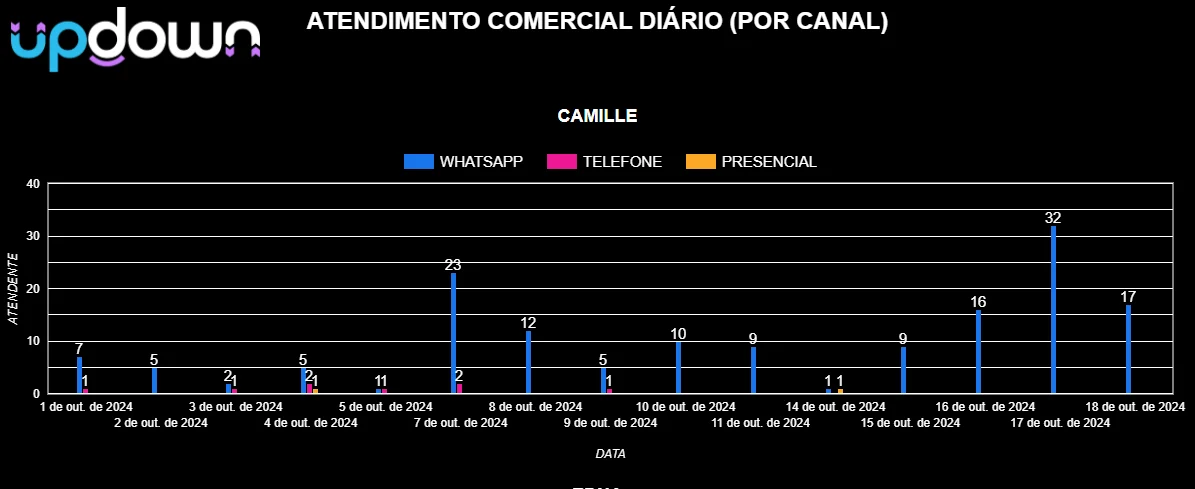 updown
ATENDIMENTO COMERCIAL DIÁRIO (POR CANAL)
CAMILLE
WHATSAPP TELEFONE PRESENCIAL
40
30
20
10
0
ATENDENTE
7 1 5 2 1 5 2 1 1 1 23 2 12 5 1 10 9 1 1 9 16 32 17
1 de out. de 2024 3 de out. de 2024 5 de out. de 2024 8 de out. de 2024 10 de out. de 2024 14 de out. de 2024 16 de out. de 2024 18 de out. de 2024
2 de out. de 2024 4 de out. de 2024 7 de out. de 2024 9 de out. de 2024 11 de out. de 2024 15 de out. de 2024 17 de out. de 2024
DATA